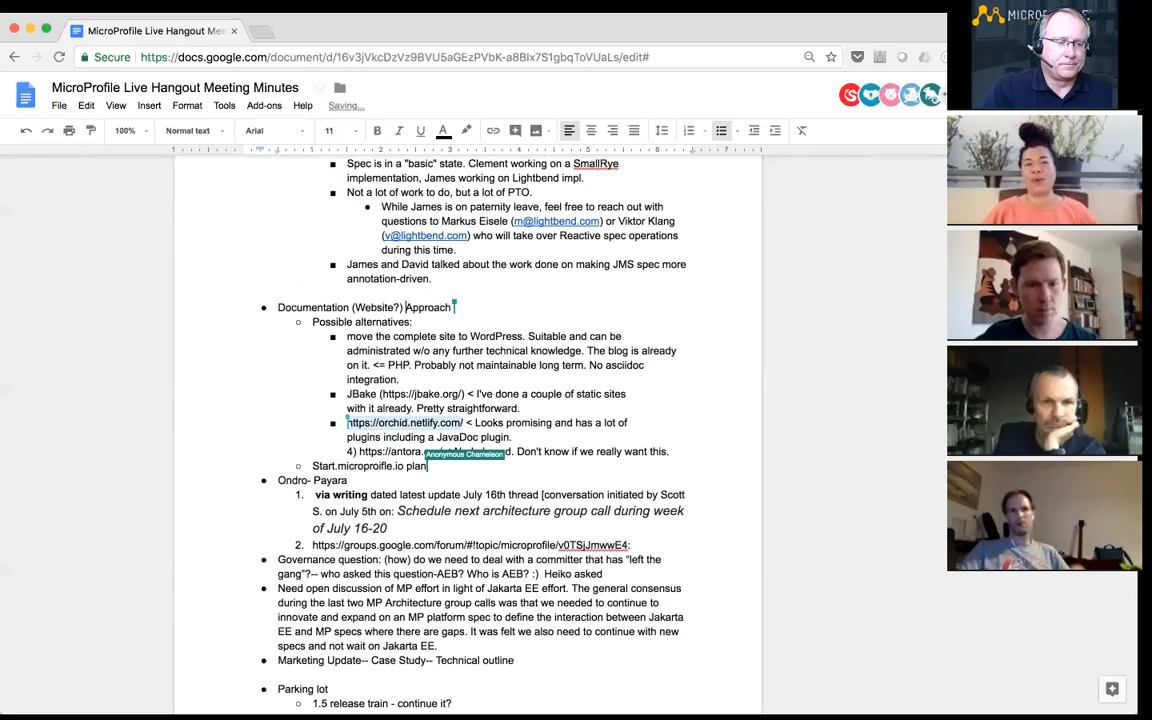 MicroProfile Live Hangout Meeting Minutes
Secure
https://docs.google.com/document/d/16v3jVkcDzVz9BVU5aGEzPVbK-a8BIx7S1gbqToVUaLs/edit#
MicroProfile Live Hangout Meeting Minutes
File Edit View Insert Format Tools Add-ons Help Saving...
100% Normal text Arial 11
1 1 2 3 4 5 6 7
Spec is in a "basic" state. Clement working on a SmallRye
implementation, James working on Lightbend impl.
Not a lot of work to do, but a lot of PTO.
While James is on paternity leave, feel free to reach out with
questions to Markus Eisele (m@lightbend.com) or Viktor Klang
(v@lightbend.com) who will take over Reactive spec operations
during this time.
James and David talked about the work done on making JMS spec more
annotation-driven.
Documentation (Website?) Approach
Possible alternatives:
move the complete site to WordPress. Suitable and can be
administrated w/o any further technical knowledge. The blog is already
on it. <= PHP. Probably not maintainable long term. No asciidoc
integration.
JBake (https://jbake.org/) < I've done a couple of static sites
with it already. Pretty straightforward.
https://orchid.netlify.com/ < Looks promising and has a lot of
plugins including a JavaDoc plugin.
4) https://antora. d. Don't know if we really want this.
Anonymous Chameleon
Start.microproifle.io plan
Ondro- Payara
1. via writing dated latest update July 16th thread [conversation initiated by Scott
S. on July 5th on: Schedule next architecture group call during week
of July 16-20
2. https://groups.google.com/forum/#!topic/microprofile/v0TSjJmwwE4:
Governance question: (how) do we need to deal with a committer that has "left the
gang"?-- who asked this question-AEB? Who is AEB? :) Heiko asked
Need open discussion of MP effort in light of Jakarta EE effort. The general consensus
during the last two MP Architecture group calls was that we needed to continue to
innovate and expand on an MP platform spec to define the interaction between Jakarta
EE and MP specs where there are gaps. It was felt we also need to continue with new
specs and not wait on Jakarta EE.
Marketing Update-- Case Study-- Technical outline
Parking lot
1.5 release train - continue it?